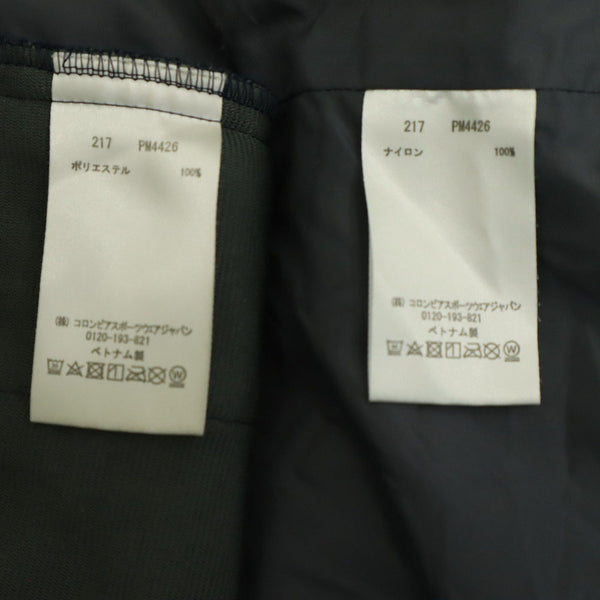 217 PM4426
ポリエステル 100%
(株) コロンビアスポーツウエアジャパン
0120-193-821
ベトナム製
217 PM4426
ナイロン 100%
(株) コロンビアスポーツウエアジャパン
0120-193-821
ベトナム製